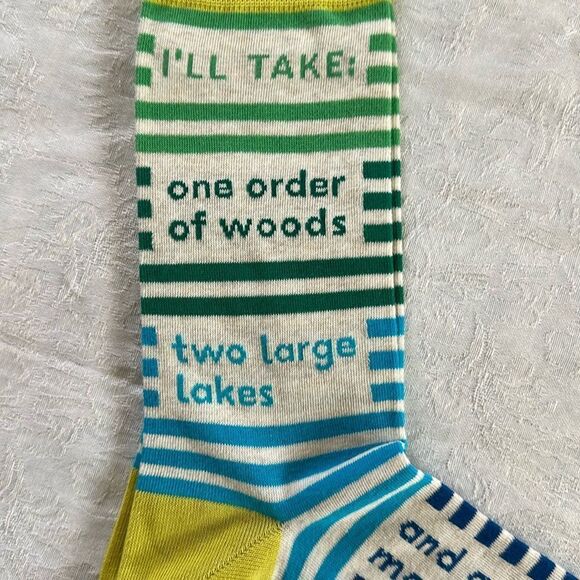 I'LL TAKE:
one order
of woods
two large
lakes
and